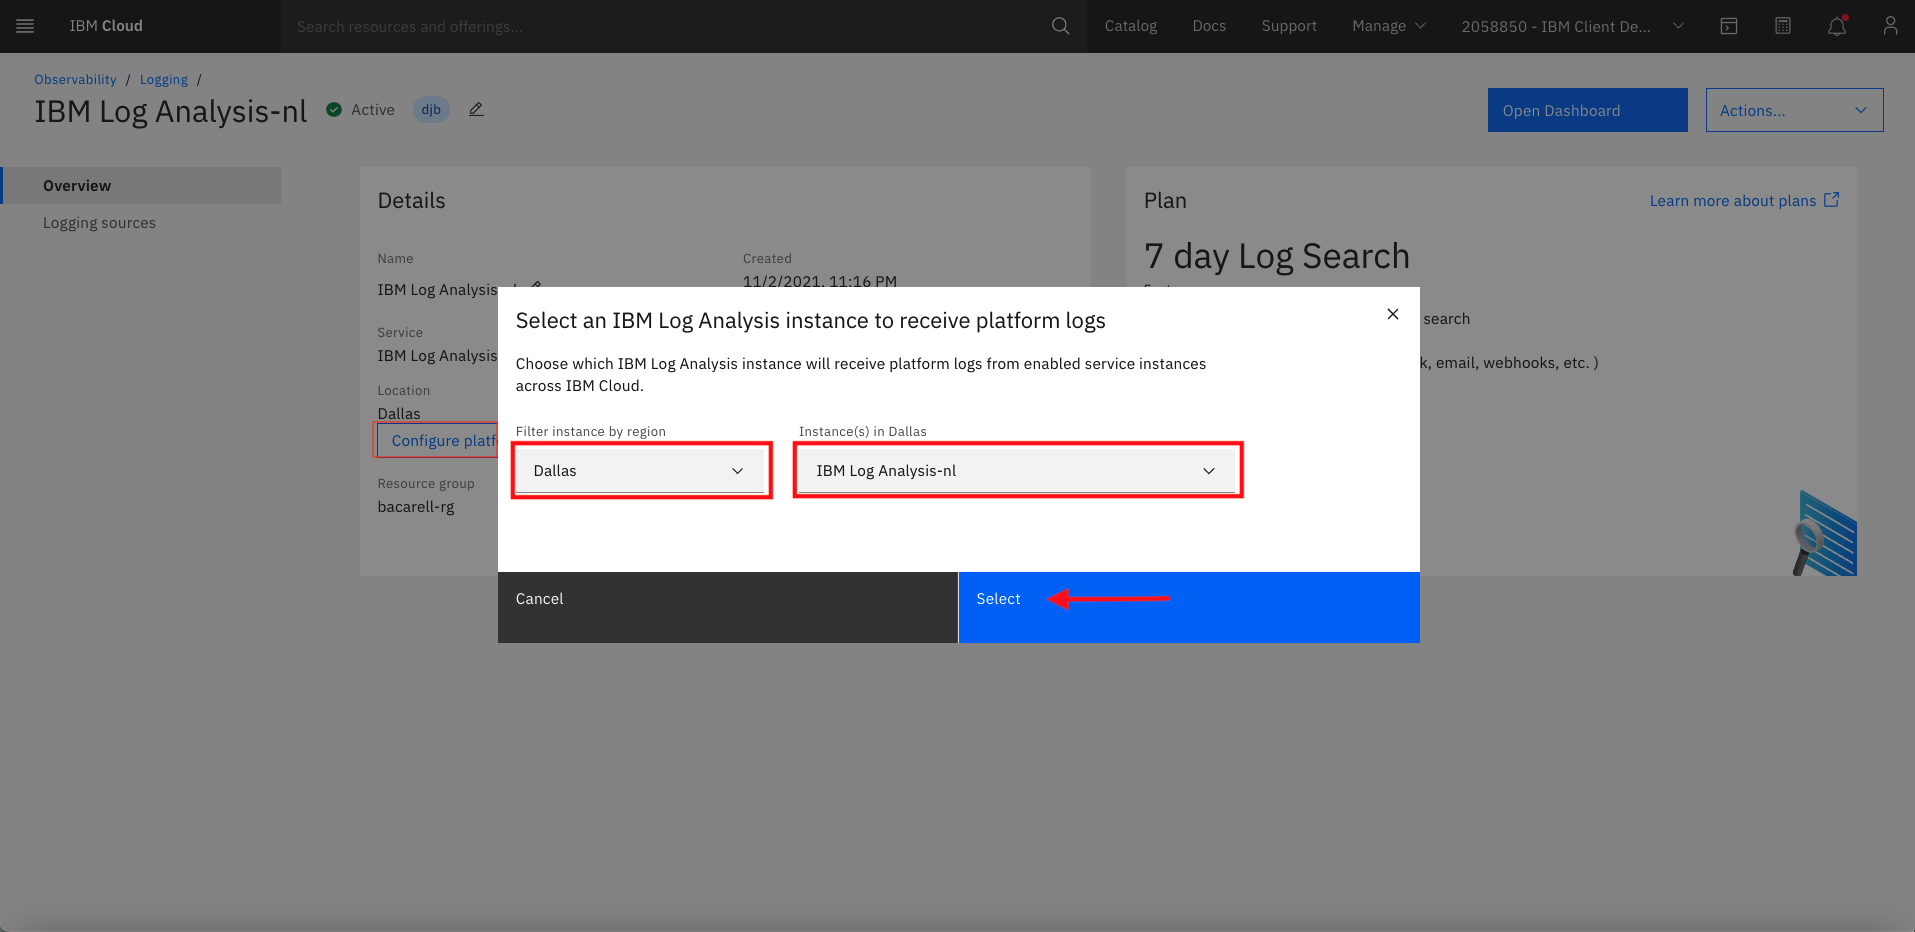 IBM Cloud
Search resources and offerings...
Catalog
Docs
Support
Manage
2058850 - IBM Client De...
Observability / Logging /
IBM Log Analysis-nl
Active
djb
Open Dashboard
Actions...
Overview
Logging sources
Details
Name
IBM Log Analysis-
Created
11/2/2021, 11:16 PM
Service
IBM Log Analysis
Location
Dallas
Configure platf
Resource group
bacarell-rg
Plan
Learn more about plans
7 day Log Search
search
k, email, webhooks, etc. )
Select an IBM Log Analysis instance to receive platform logs
Choose which IBM Log Analysis instance will receive platform logs from enabled service instances
across IBM Cloud.
Filter instance by region
Dallas
Instance(s) in Dallas
IBM Log Analysis-nl
Cancel
Select